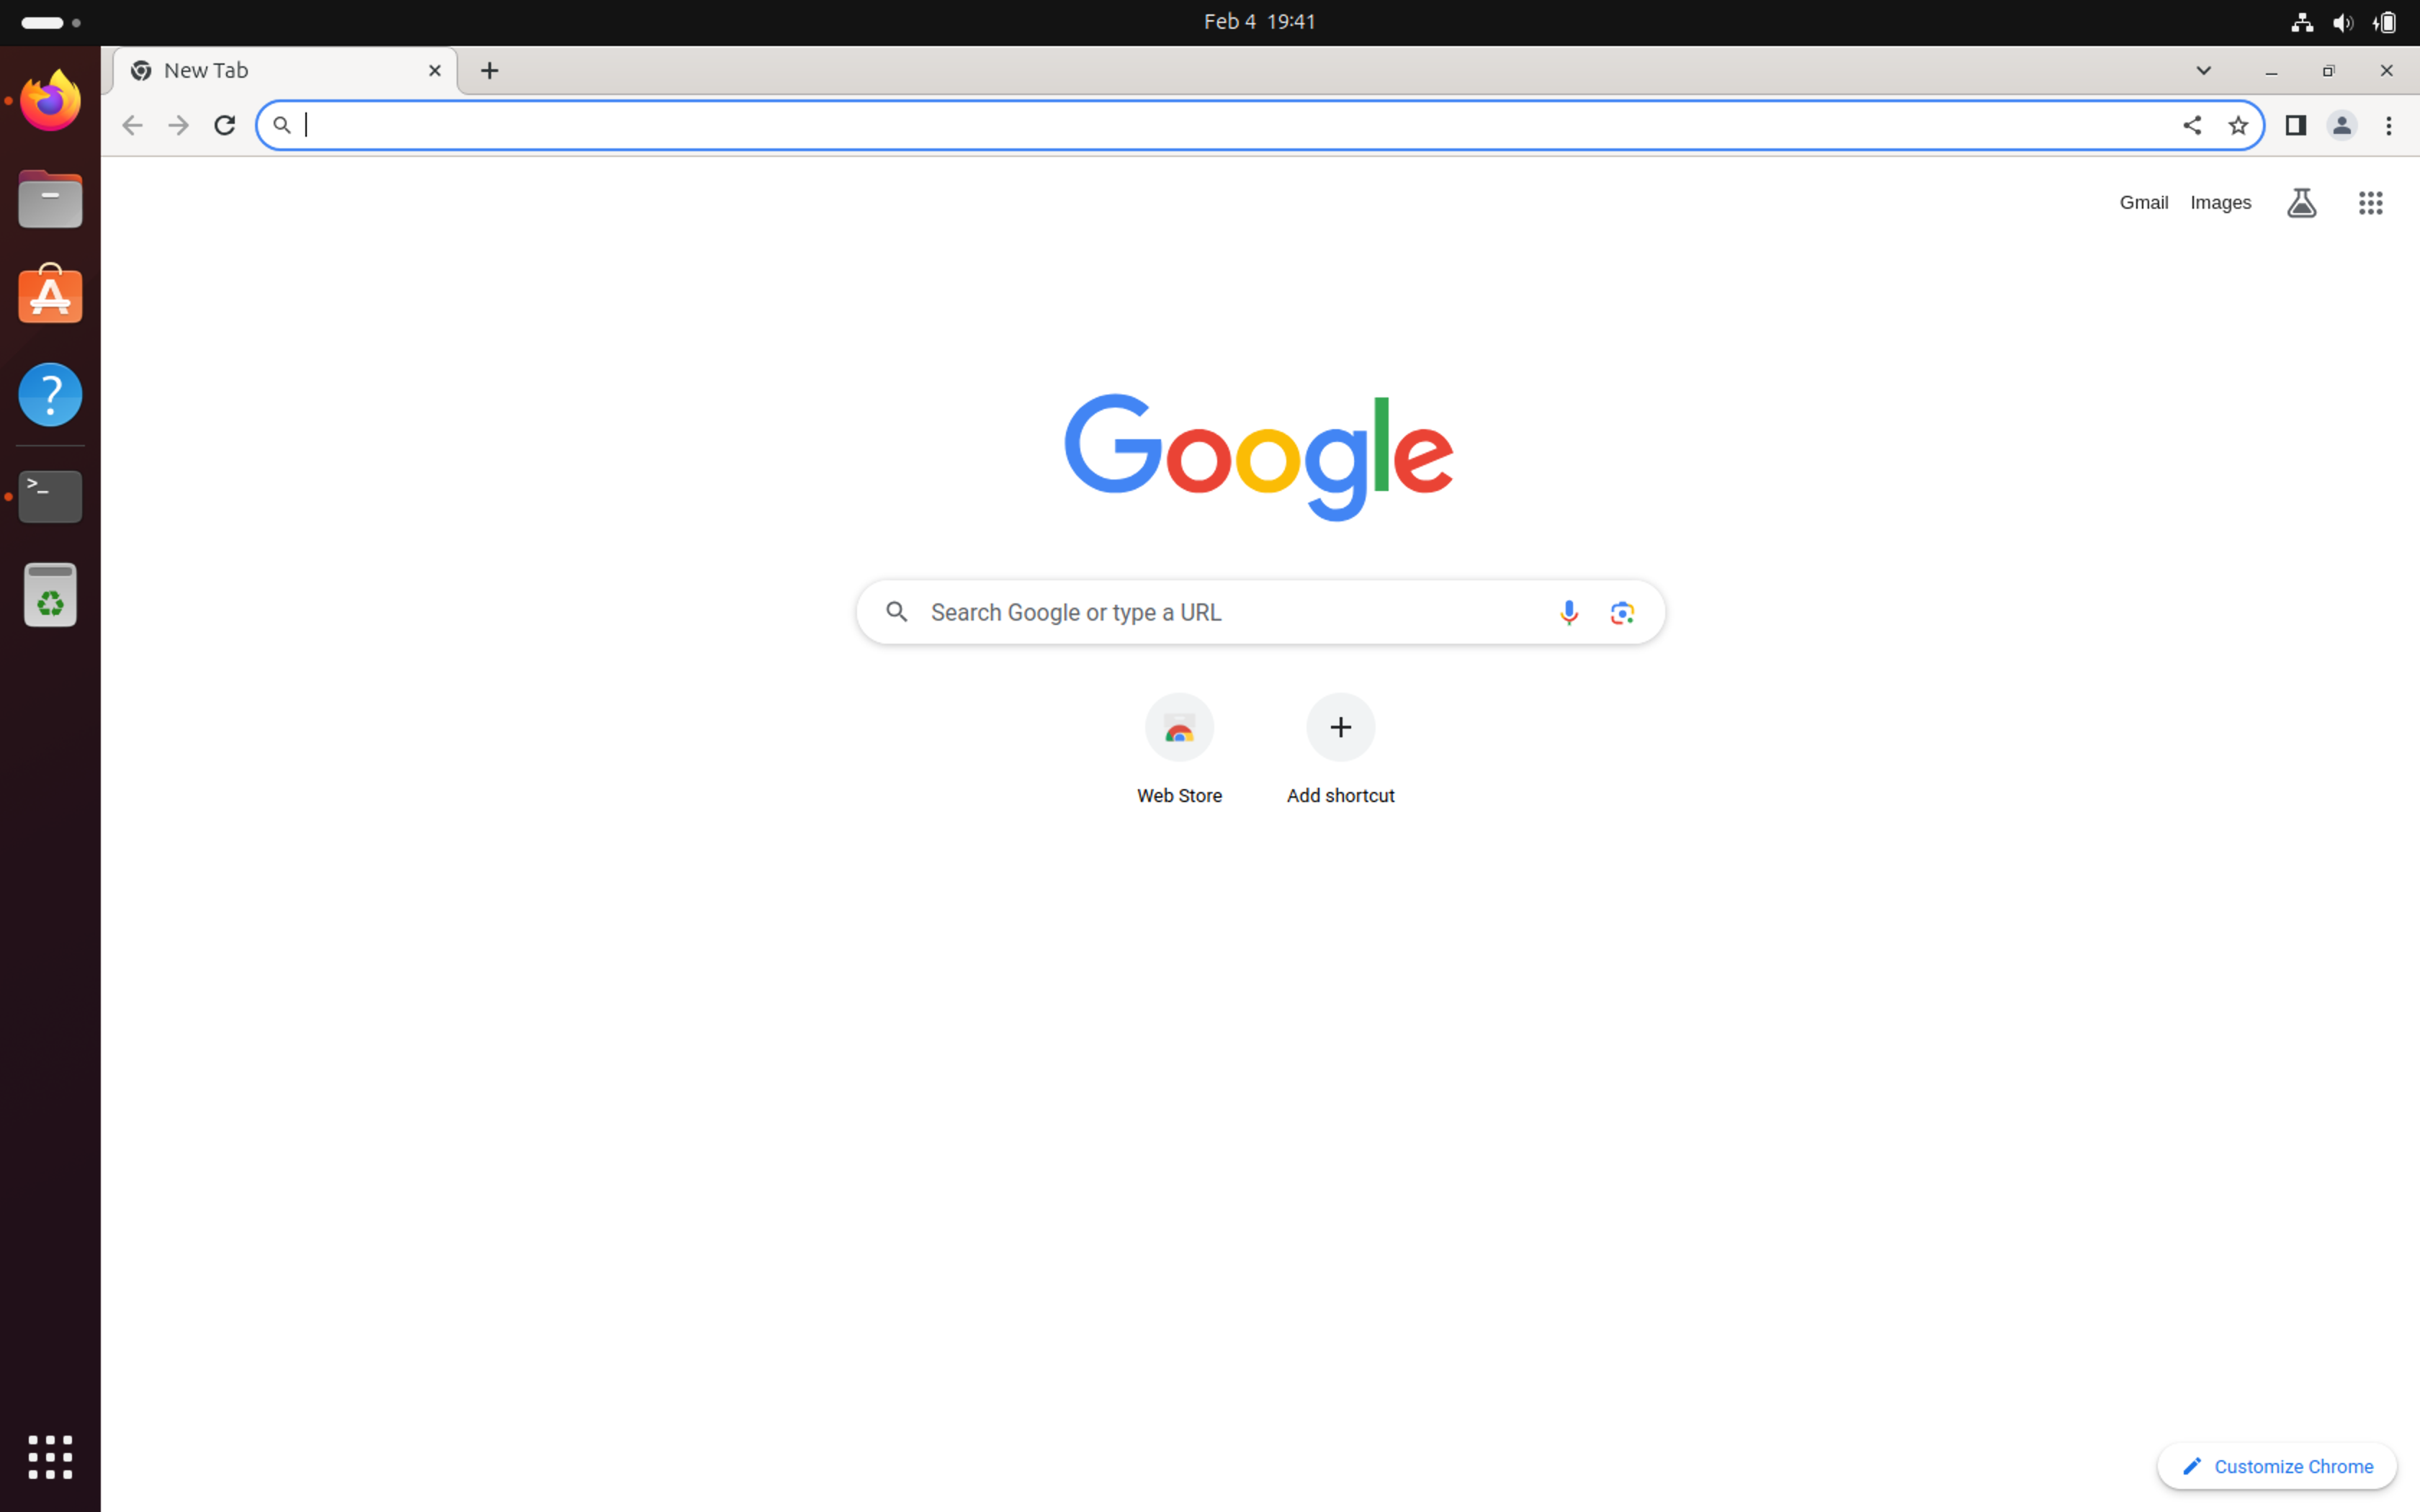 Feb 4 19:41
New Tab
Gmail Images
Google
Search Google or type a URL
Web Store Add shortcut
Customize Chrome